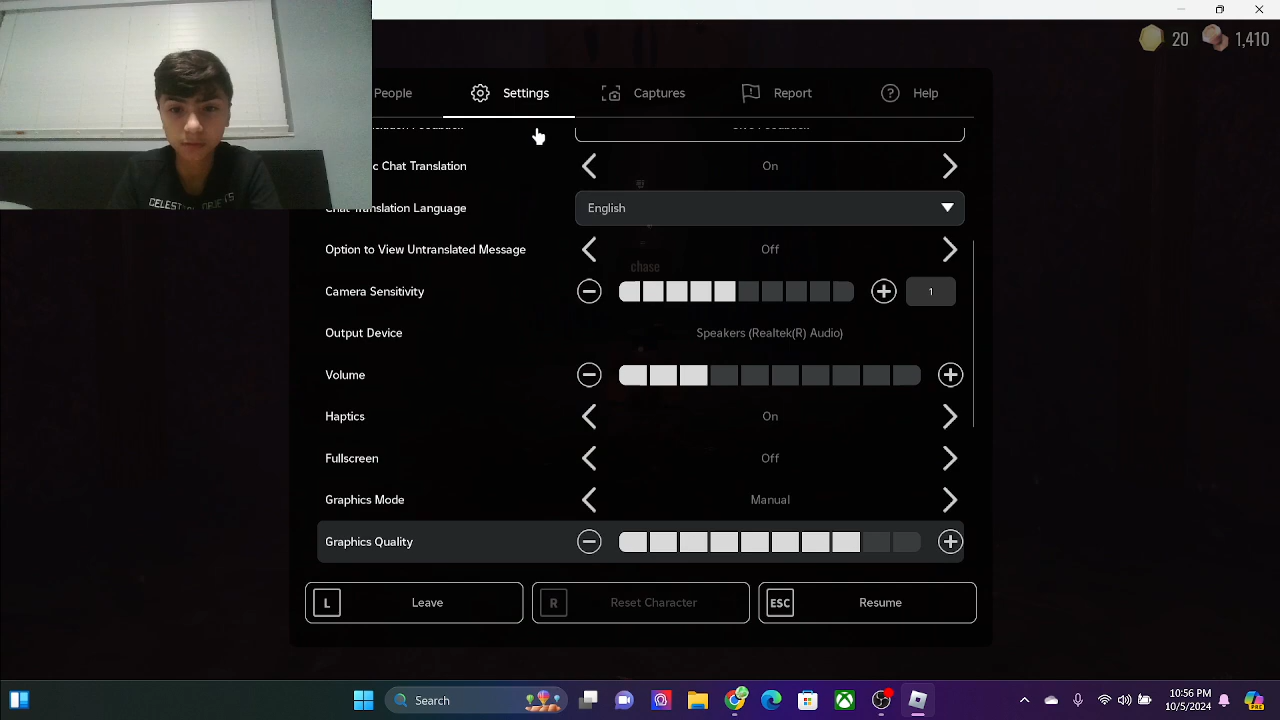 20 1,410
People Settings Captures Report Help
c Chat Translation On
Chat Translation Language English
Option to View Untranslated Message Off
chase
Camera Sensitivity 1
Output Device Speakers (Realtek(R) Audio)
Volume
Haptics On
Fullscreen Off
Graphics Mode Manual
Graphics Quality
L Leave R Reset Character ESC Resume
Search
10:56 PM
10/5/2024
PRE